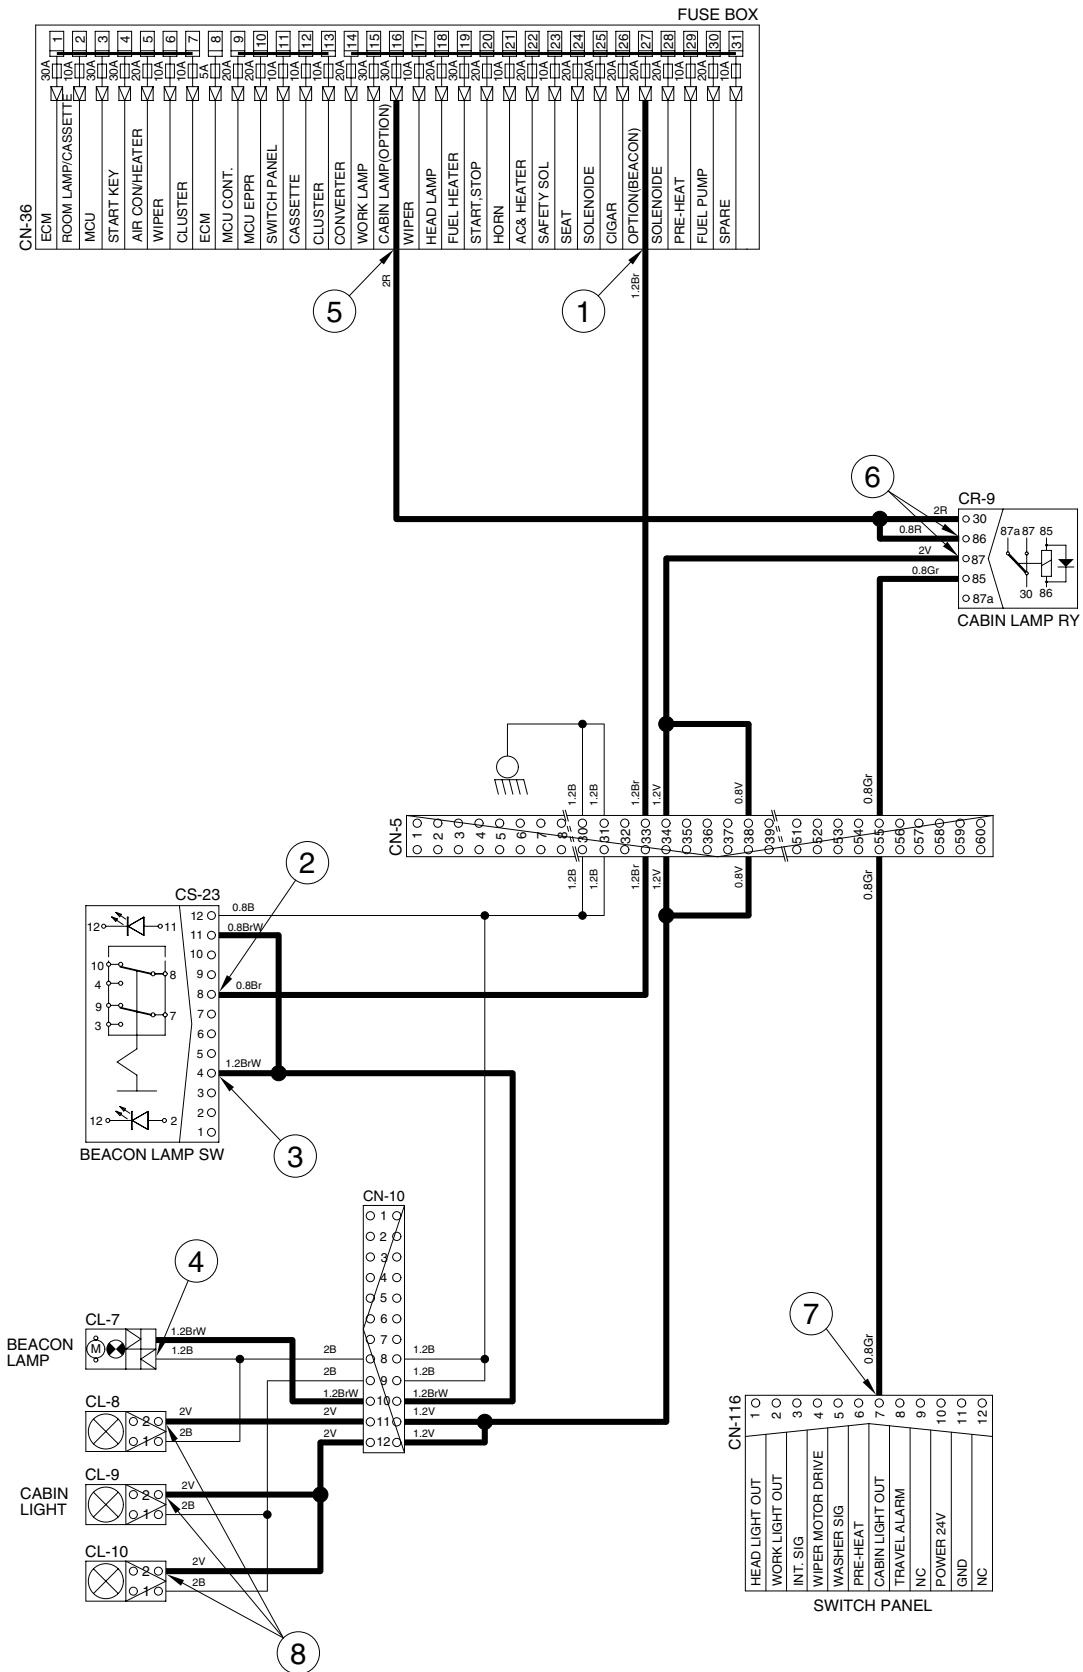 FUSE BOX
1 2 3 4 5 6 7 8 9 10 11 12 13 14 15 16 17 18 19 20 21 22 23 24 25 26 27 28 29 30 31
30A 10A 30A 30A 20A 10A 10A 5A 20A 20A 10A 10A 10A 20A 20A 20A 10A 20A 20A 10A 10A 20A 10A 20A 20A 20A 20A 20A 10A 20A 10A
CN-36
ECM
ROOM LAMP/CASSETTE
MCU
START KEY
AIR CON/HEATER
WIPER
CLUSTER
ECM
MCU CONT.
MCU EPPR
SWITCH PANEL
CASSETTE
CLUSTER
CONVERTER
WORK LAMP
CABIN LAMP(OPTION)
WIPER
HEAD LAMP
FUEL HEATER
START,STOP
HORN
AC& HEATER
SAFETY SOL
SEAT
SOLENOIDE
CIGAR
OPTION(BEACON)
SOLENOIDE
PRE-HEAT
FUEL PUMP
SPARE
5
2R
1
1.2Br
6
CR-9
2R
30
0.8R
86
2V
87
0.8Gr
85
87a
87a 87 85
30 86
CABIN LAMP RY
1.2B 1.2B 1.2Br 1.2V 0.8V 0.8Gr
CN-5
1 2 3 4 5 6 7 8 30 31 32 33 34 35 36 37 38 39 51 52 53 54 55 56 57 58 59 60
1.2B 1.2B 1.2Br 1.2V 0.8V 0.8Gr
2
CS-23
12 0.8B
11 0.8BrW
10
9
8 0.8Br
7
6
5
4 1.2BrW
3
2
1
12 11
10 8
4
9 7
3
12 2
BEACON LAMP SW
3
CN-10
1
2
3
4
5
6
7
8
9
10
11
12
4
CL-7
BEACON
LAMP
M
1.2BrW
1.2B
2B 1.2B
2B 1.2B
1.2BrW 1.2BrW
2V 1.2V
2V 1.2V
CL-8
2 2V
1 2B
CL-9
CABIN
LIGHT
2 2V
1 2B
CL-10
2 2V
1 2B
8
7
0.8Gr
CN-116
1 2 3 4 5 6 7 8 9 10 11 12
HEAD LIGHT OUT
WORK LIGHT OUT
INT. SIG
WIPER MOTOR DRIVE
WASHER SIG
PRE-HEAT
CABIN LIGHT OUT
TRAVEL ALARM
NC
POWER 24V
GND
NC
SWITCH PANEL